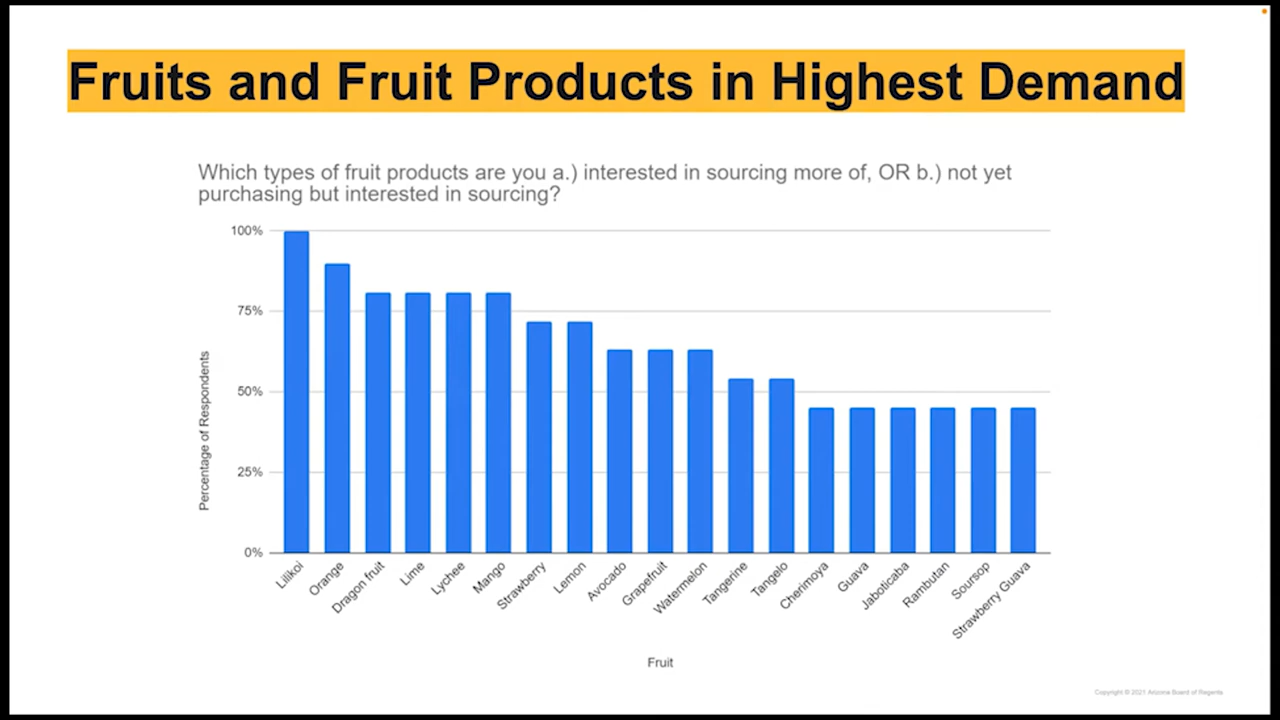 Fruits and Fruit Products in Highest Demand
Which types of fruit products are you a.) interested in sourcing more of, OR b.) not yet
purchasing but interested in sourcing?
100%
75%
50%
25%
0%
Percentage of Respondents
Lilikoi
Orange
Dragon fruit
Lime
Lychee
Mango
Strawberry
Lemon
Avocado
Grapefruit
Watermelon
Tangerine
Tangelo
Cherimoya
Guava
Jaboticaba
Rambutan
Soursop
Strawberry Guava
Fruit
Copyright © 2021 Arizona Board of Regents